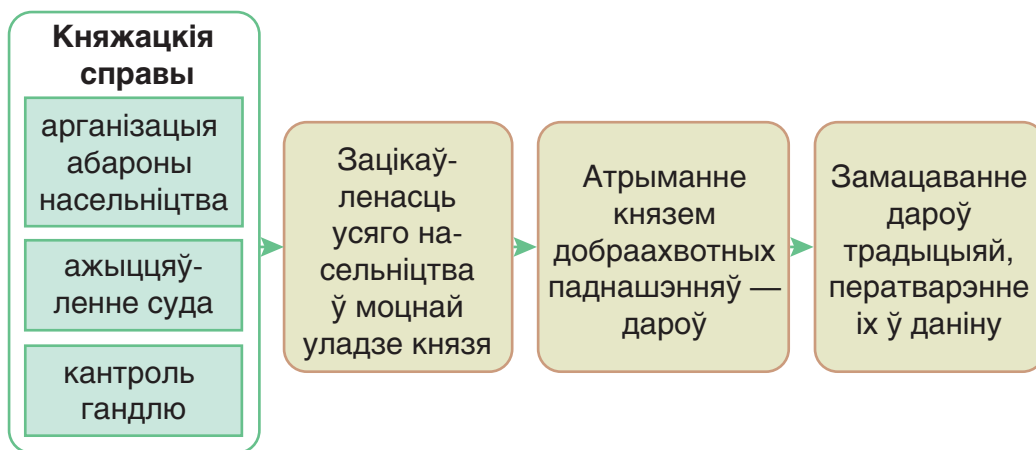 Княжацкія
справы
арганізацыя
абароны
насельніцтва
ажыццяў-
ленне суда
кантроль
гандлю
Зацікаў-
ленасць
усяго на-
сельніцтва
ў моцнай
уладзе князя
Атрыманне
князем
добраахвотных
паднашэнняў —
дароў
Замацаванне
дароў
традыцыяй,
ператварэнне
іх ў даніну